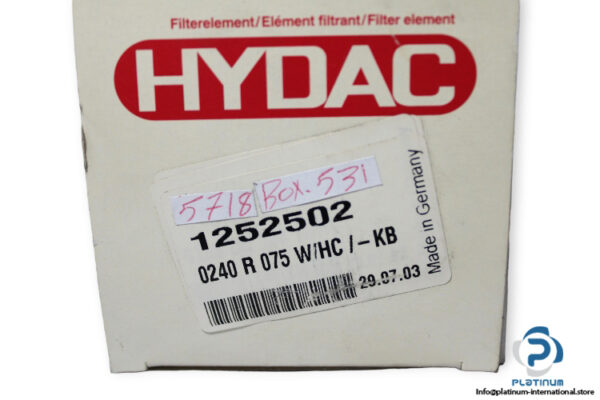 Filterelement/Elément filtrant/Filter element
HYDAC
5718 Box.531
1252502
0240 R 075 W/HC /-KB
29.07.03
Made in Germany
PLATINUM
Info@platinum-international.store